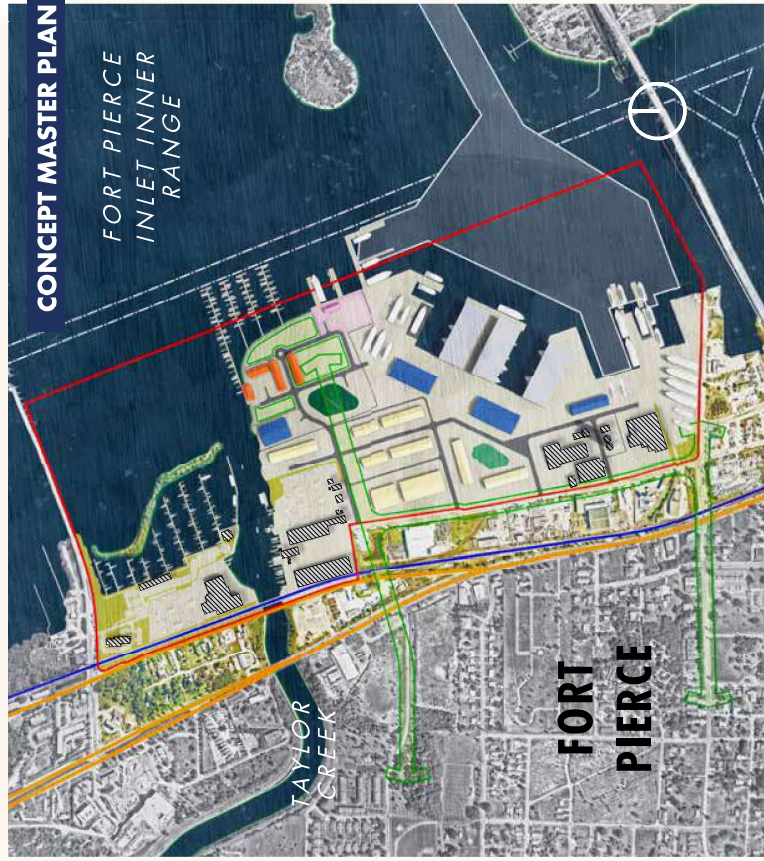 CONCEPT MASTER PLAN
FORT PIERCE
INLET INNER
RANGE
TAYLOR
CREEK
FORT
PIERCE